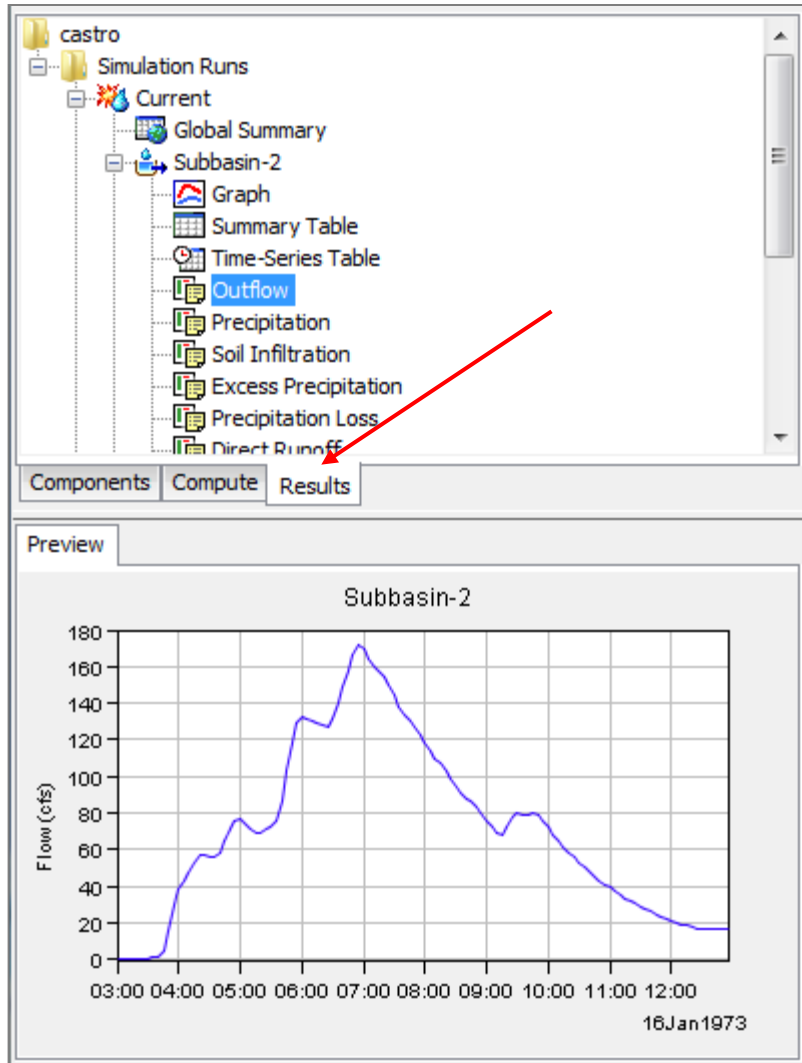 castro
Simulation Runs
Current
Global Summary
Subbasin-2
Graph
Summary Table
Time-Series Table
Outflow
Precipitation
Soil Infiltration
Excess Precipitation
Precipitation Loss
Direct Runoff
Components Compute Results
Preview
Subbasin-2
180
160
140
120
100
80
60
40
20
0
Flow (cfs)
03:00 04:00 05:00 06:00 07:00 08:00 09:00 10:00 11:00 12:00
16Jan1973